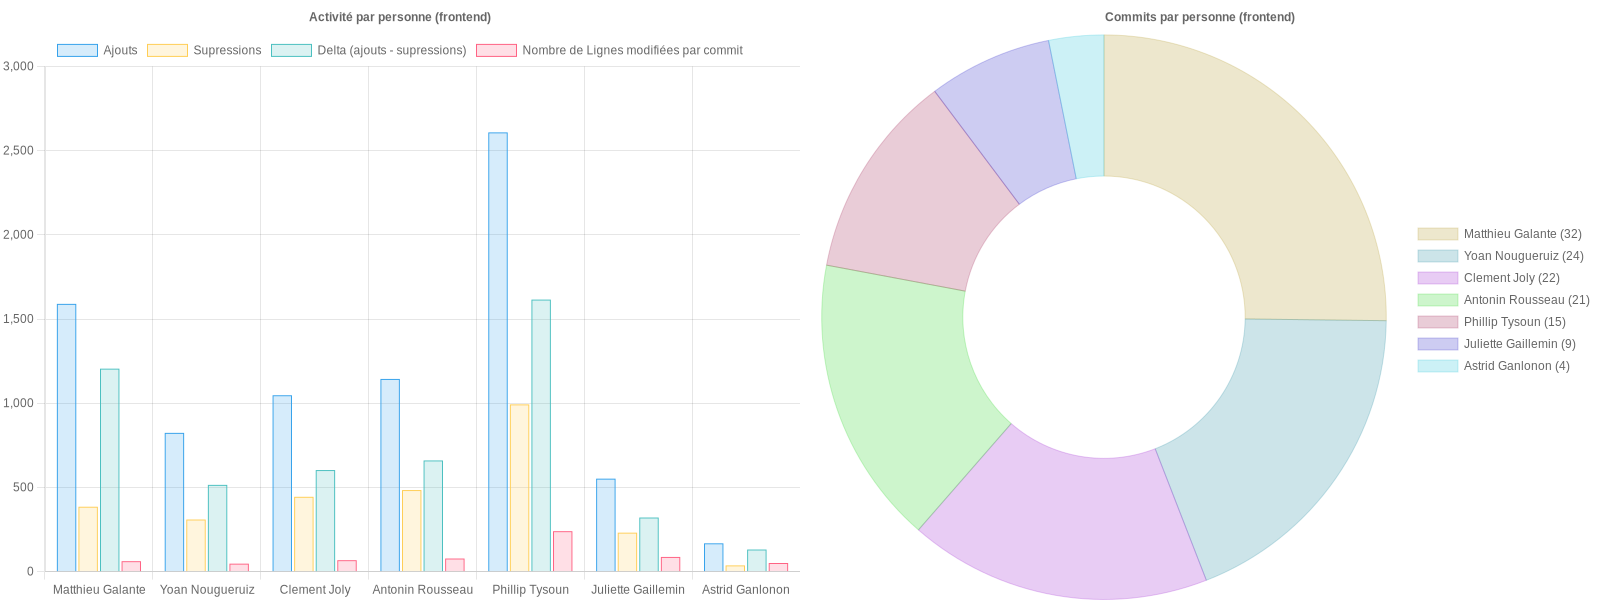 Activité par personne (frontend)
Ajouts Supressions Delta (ajouts - supressions) Nombre de Lignes modifiées par commit
3,000
2,500
2,000
1,500
1,000
500
0
Matthieu Galante Yoan Nougueruiz Clement Joly Antonin Rousseau Phillip Tysoun Juliette Gaillemin Astrid Ganlonon
Commits par personne (frontend)
Matthieu Galante (32)
Yoan Nougueruiz (24)
Clement Joly (22)
Antonin Rousseau (21)
Phillip Tysoun (15)
Juliette Gaillemin (9)
Astrid Ganlonon (4)